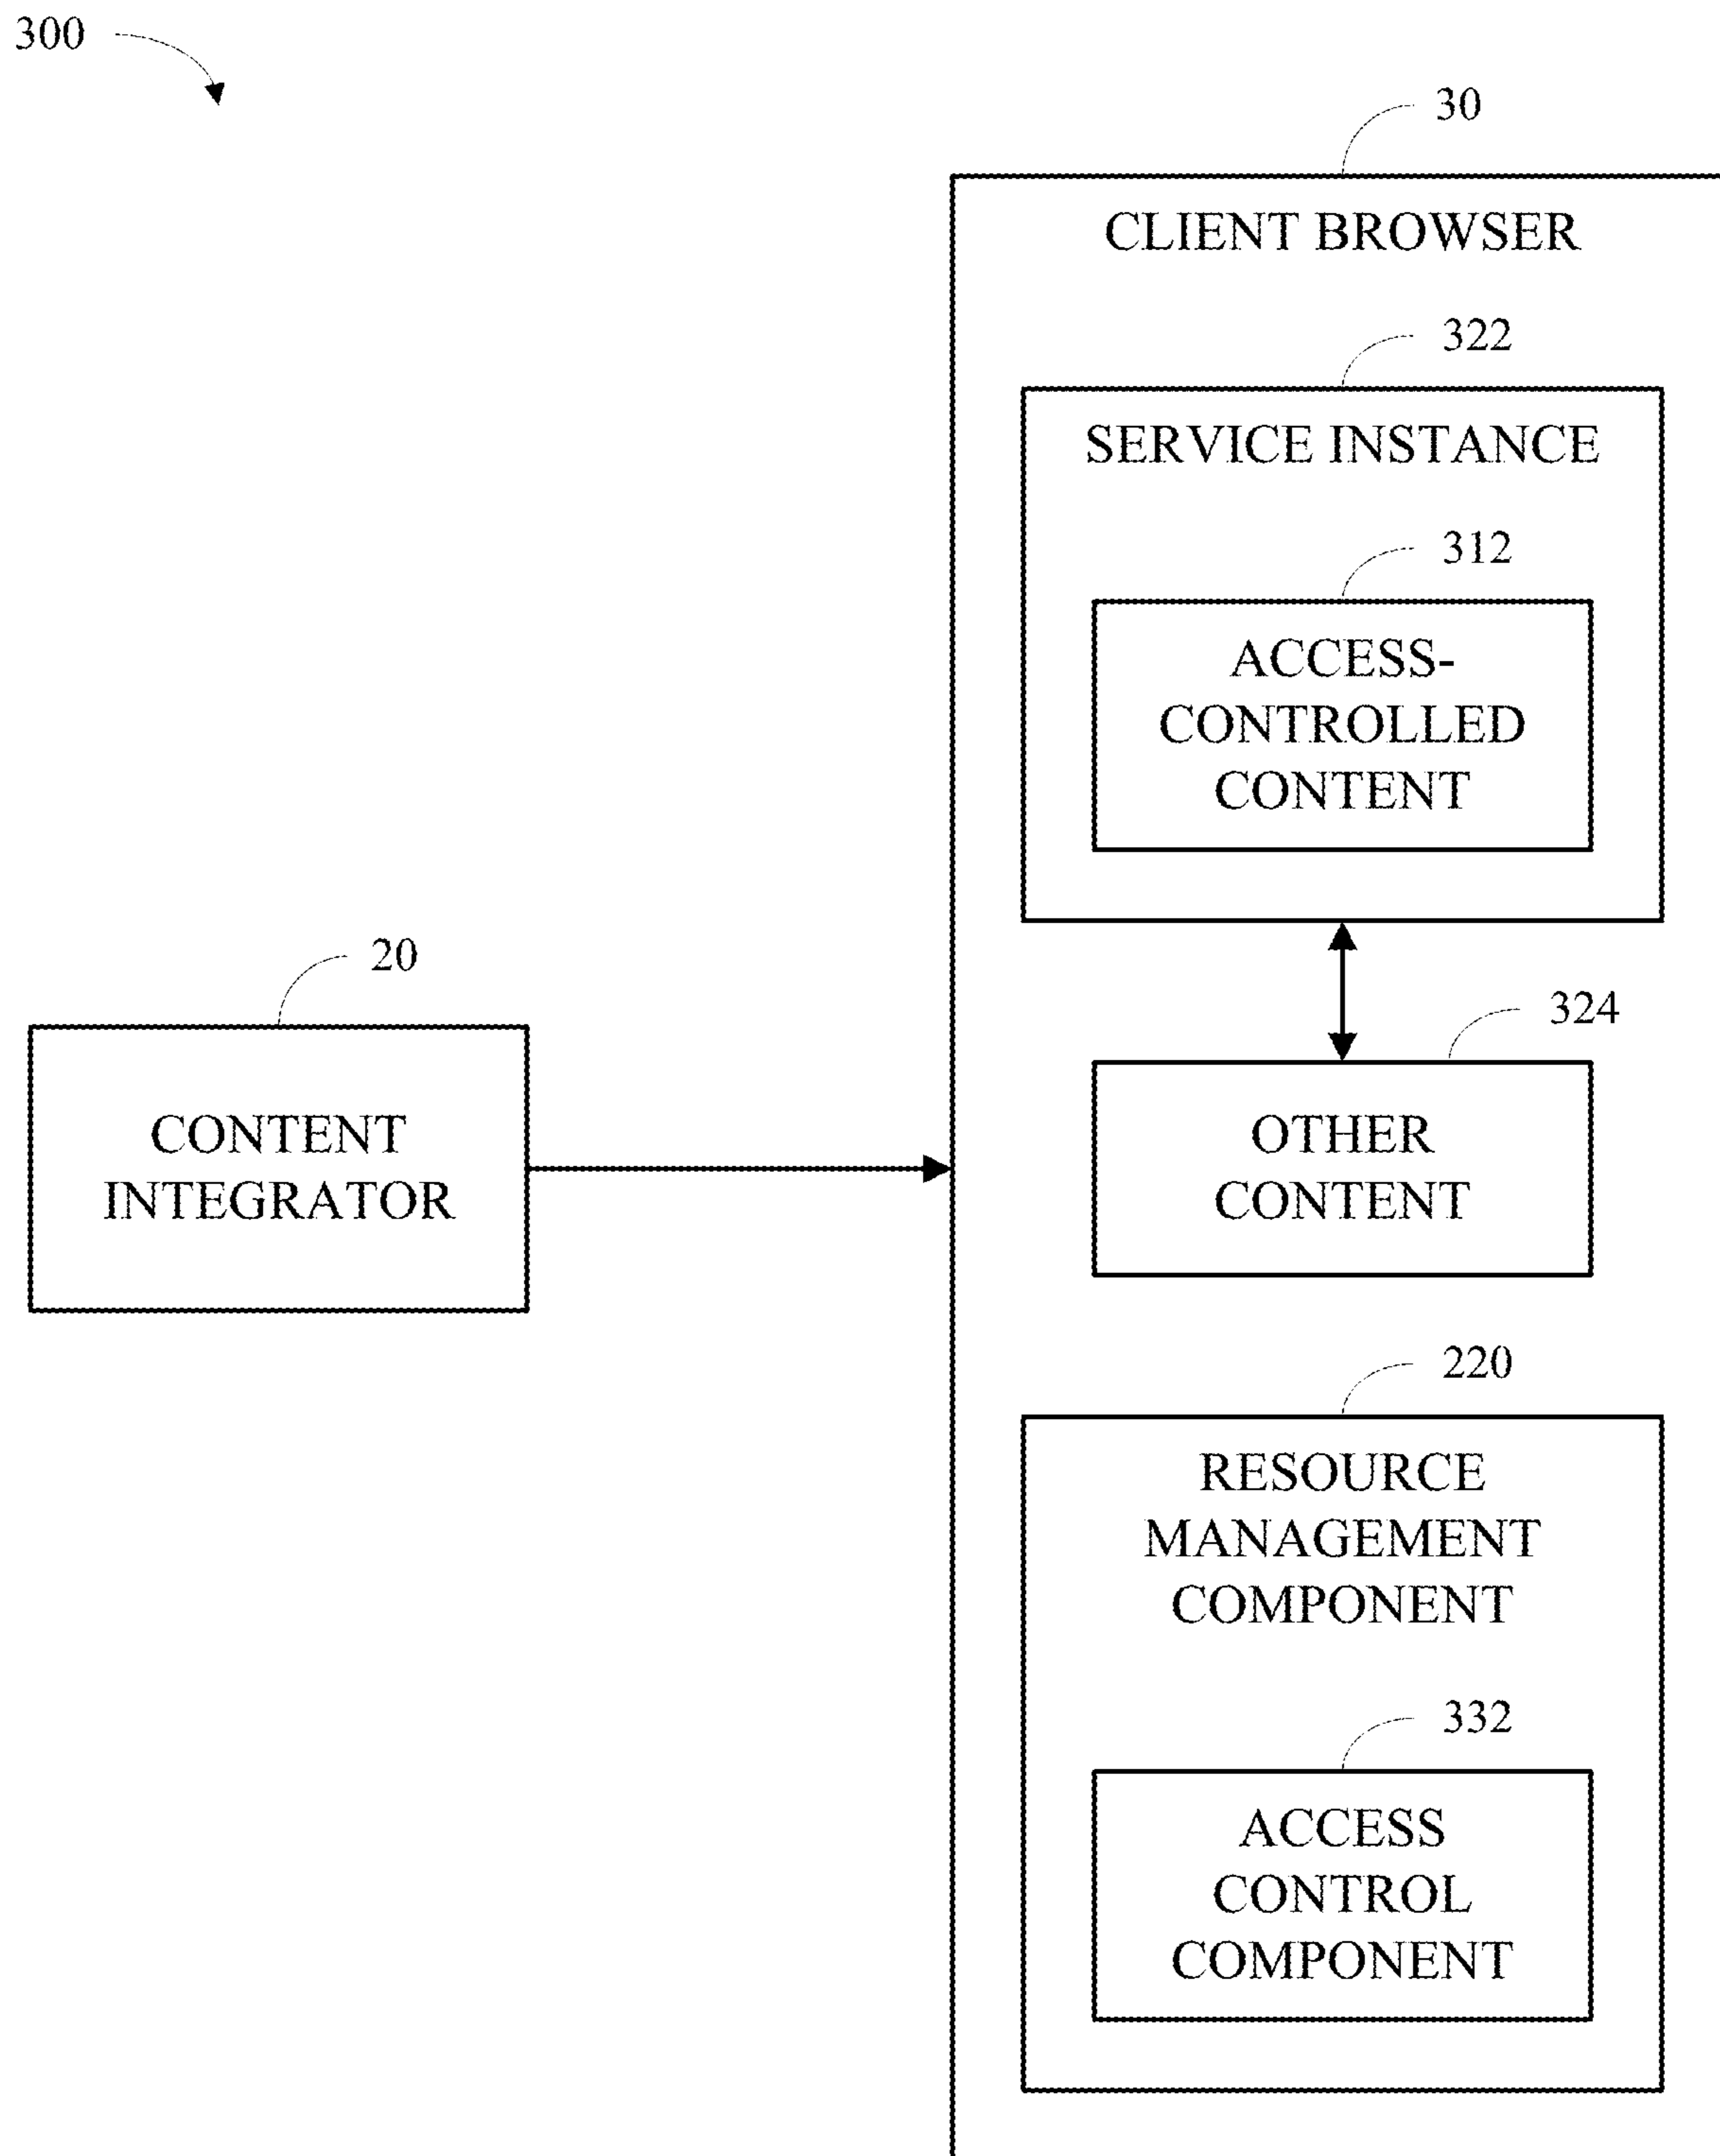 300
30
CLIENT BROWSER
322
SERVICE INSTANCE
312
ACCESS-
CONTROLLED
CONTENT
20
CONTENT
INTEGRATOR
324
OTHER
CONTENT
220
RESOURCE
MANAGEMENT
COMPONENT
332
ACCESS
CONTROL
COMPONENT